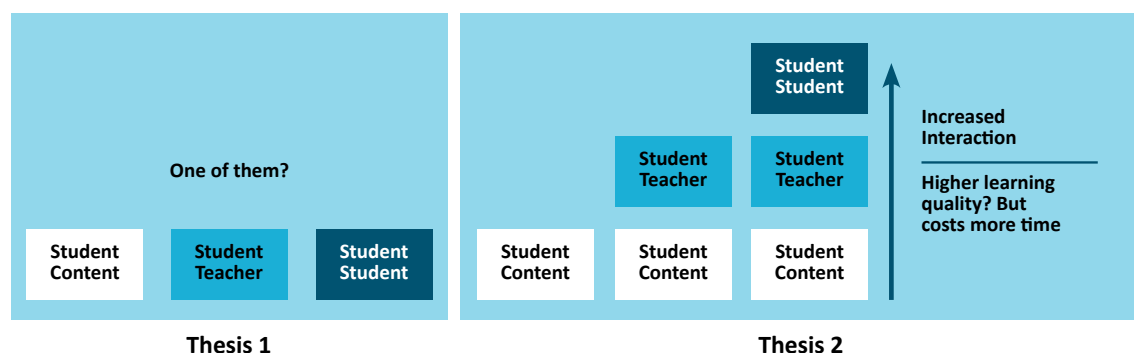 One of them?
Student
Content
Student
Teacher
Student
Student
Thesis 1
Student
Student
Student
Teacher
Student
Teacher
Student
Content
Student
Content
Student
Content
Increased
Interaction
Higher learning
quality? But
costs more time
Thesis 2